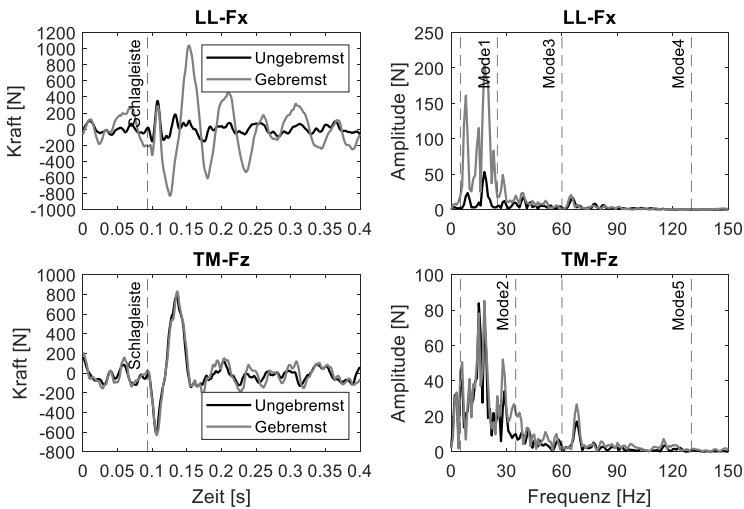 LL-Fx
1200
1000
800
600
400
200
0
-200
-400
-600
-800
-1000
Kraft [N]
Schlagleiste
Ungebremst
Gebremst
0 0.05 0.1 0.15 0.2 0.25 0.3 0.35 0.4
LL-Fx
250
200
150
100
50
0
Amplitude [N]
Mode1
Mode3
Mode4
0 30 60 90 120 150
TM-Fz
1000
800
600
400
200
0
-200
-400
-600
-800
Kraft [N]
Schlagleiste
Ungebremst
Gebremst
0 0.05 0.1 0.15 0.2 0.25 0.3 0.35 0.4
Zeit [s]
TM-Fz
100
80
60
40
20
0
Amplitude [N]
Mode2
Mode5
0 30 60 90 120 150
Frequenz [Hz]